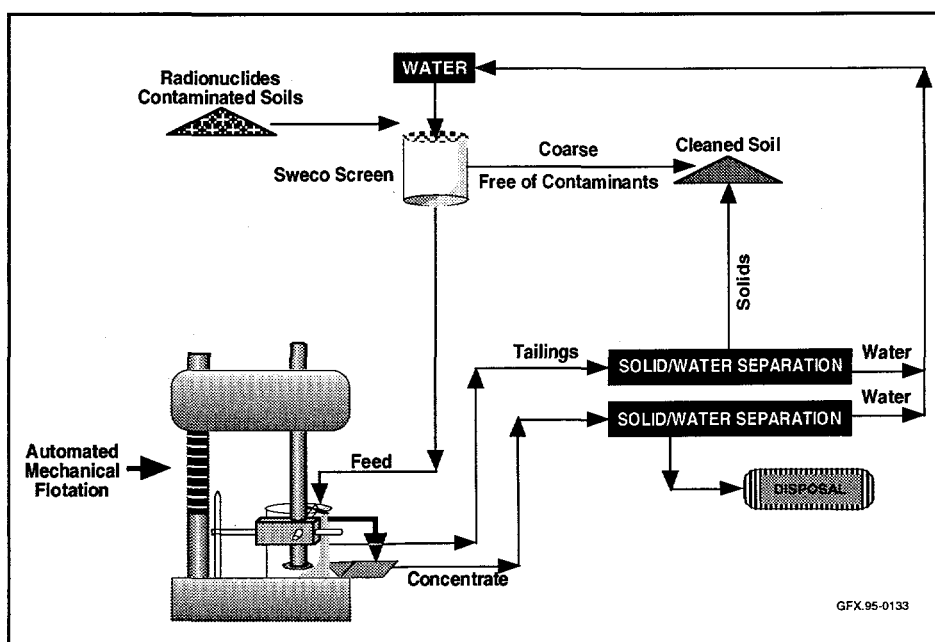 WATER
Radionuclides
Contaminated Soils
Sweco Screen
Coarse
Free of Contaminants
Cleaned Soil
Solids
Tailings
SOLID/WATER SEPARATION
Water
SOLID/WATER SEPARATION
Water
Automated
Mechanical
Flotation
Feed
DISPOSAL
Concentrate
GFX.95-0133